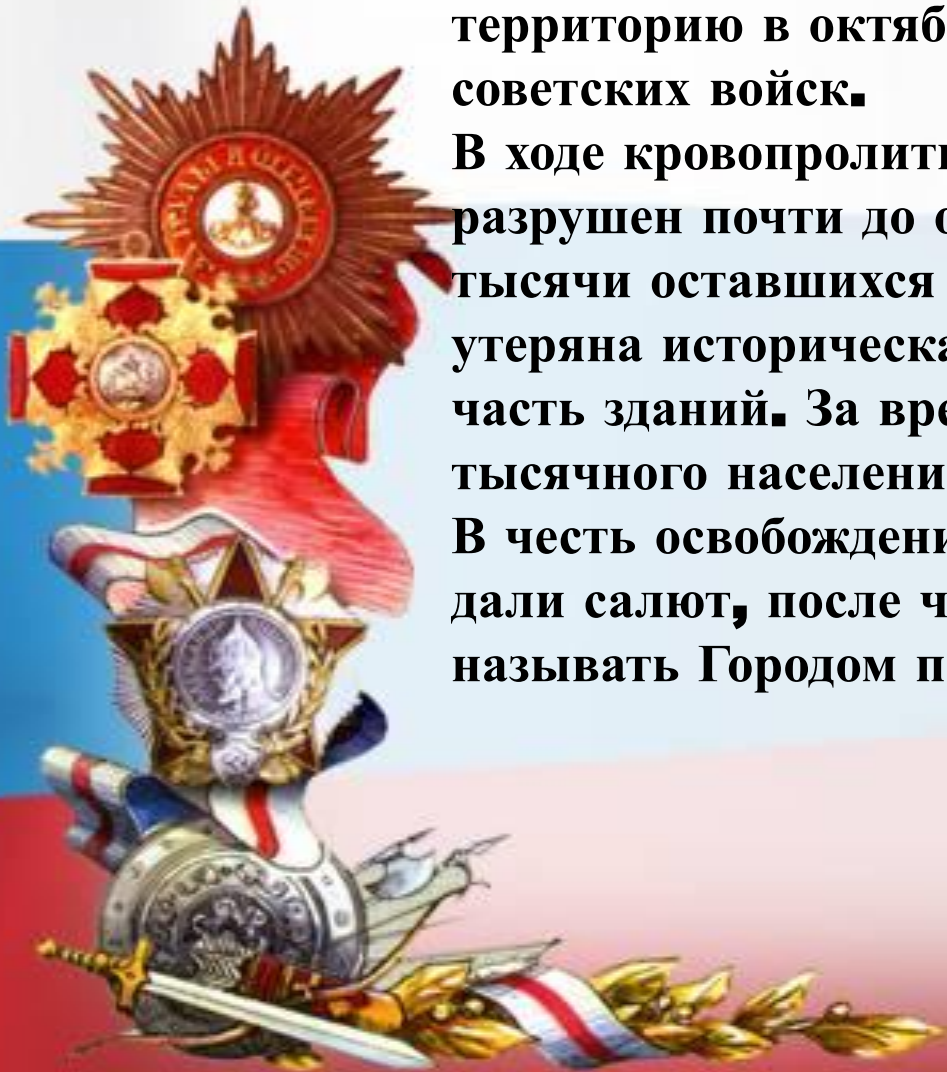 территорию в октяб
советских войск.
В ходе кровопролит
разрушен почти до о
тысячи оставшихся
утеряна историческа
часть зданий. За вре
тысячного населени
В честь освобождени
дали салют, после ч
называть Городом п